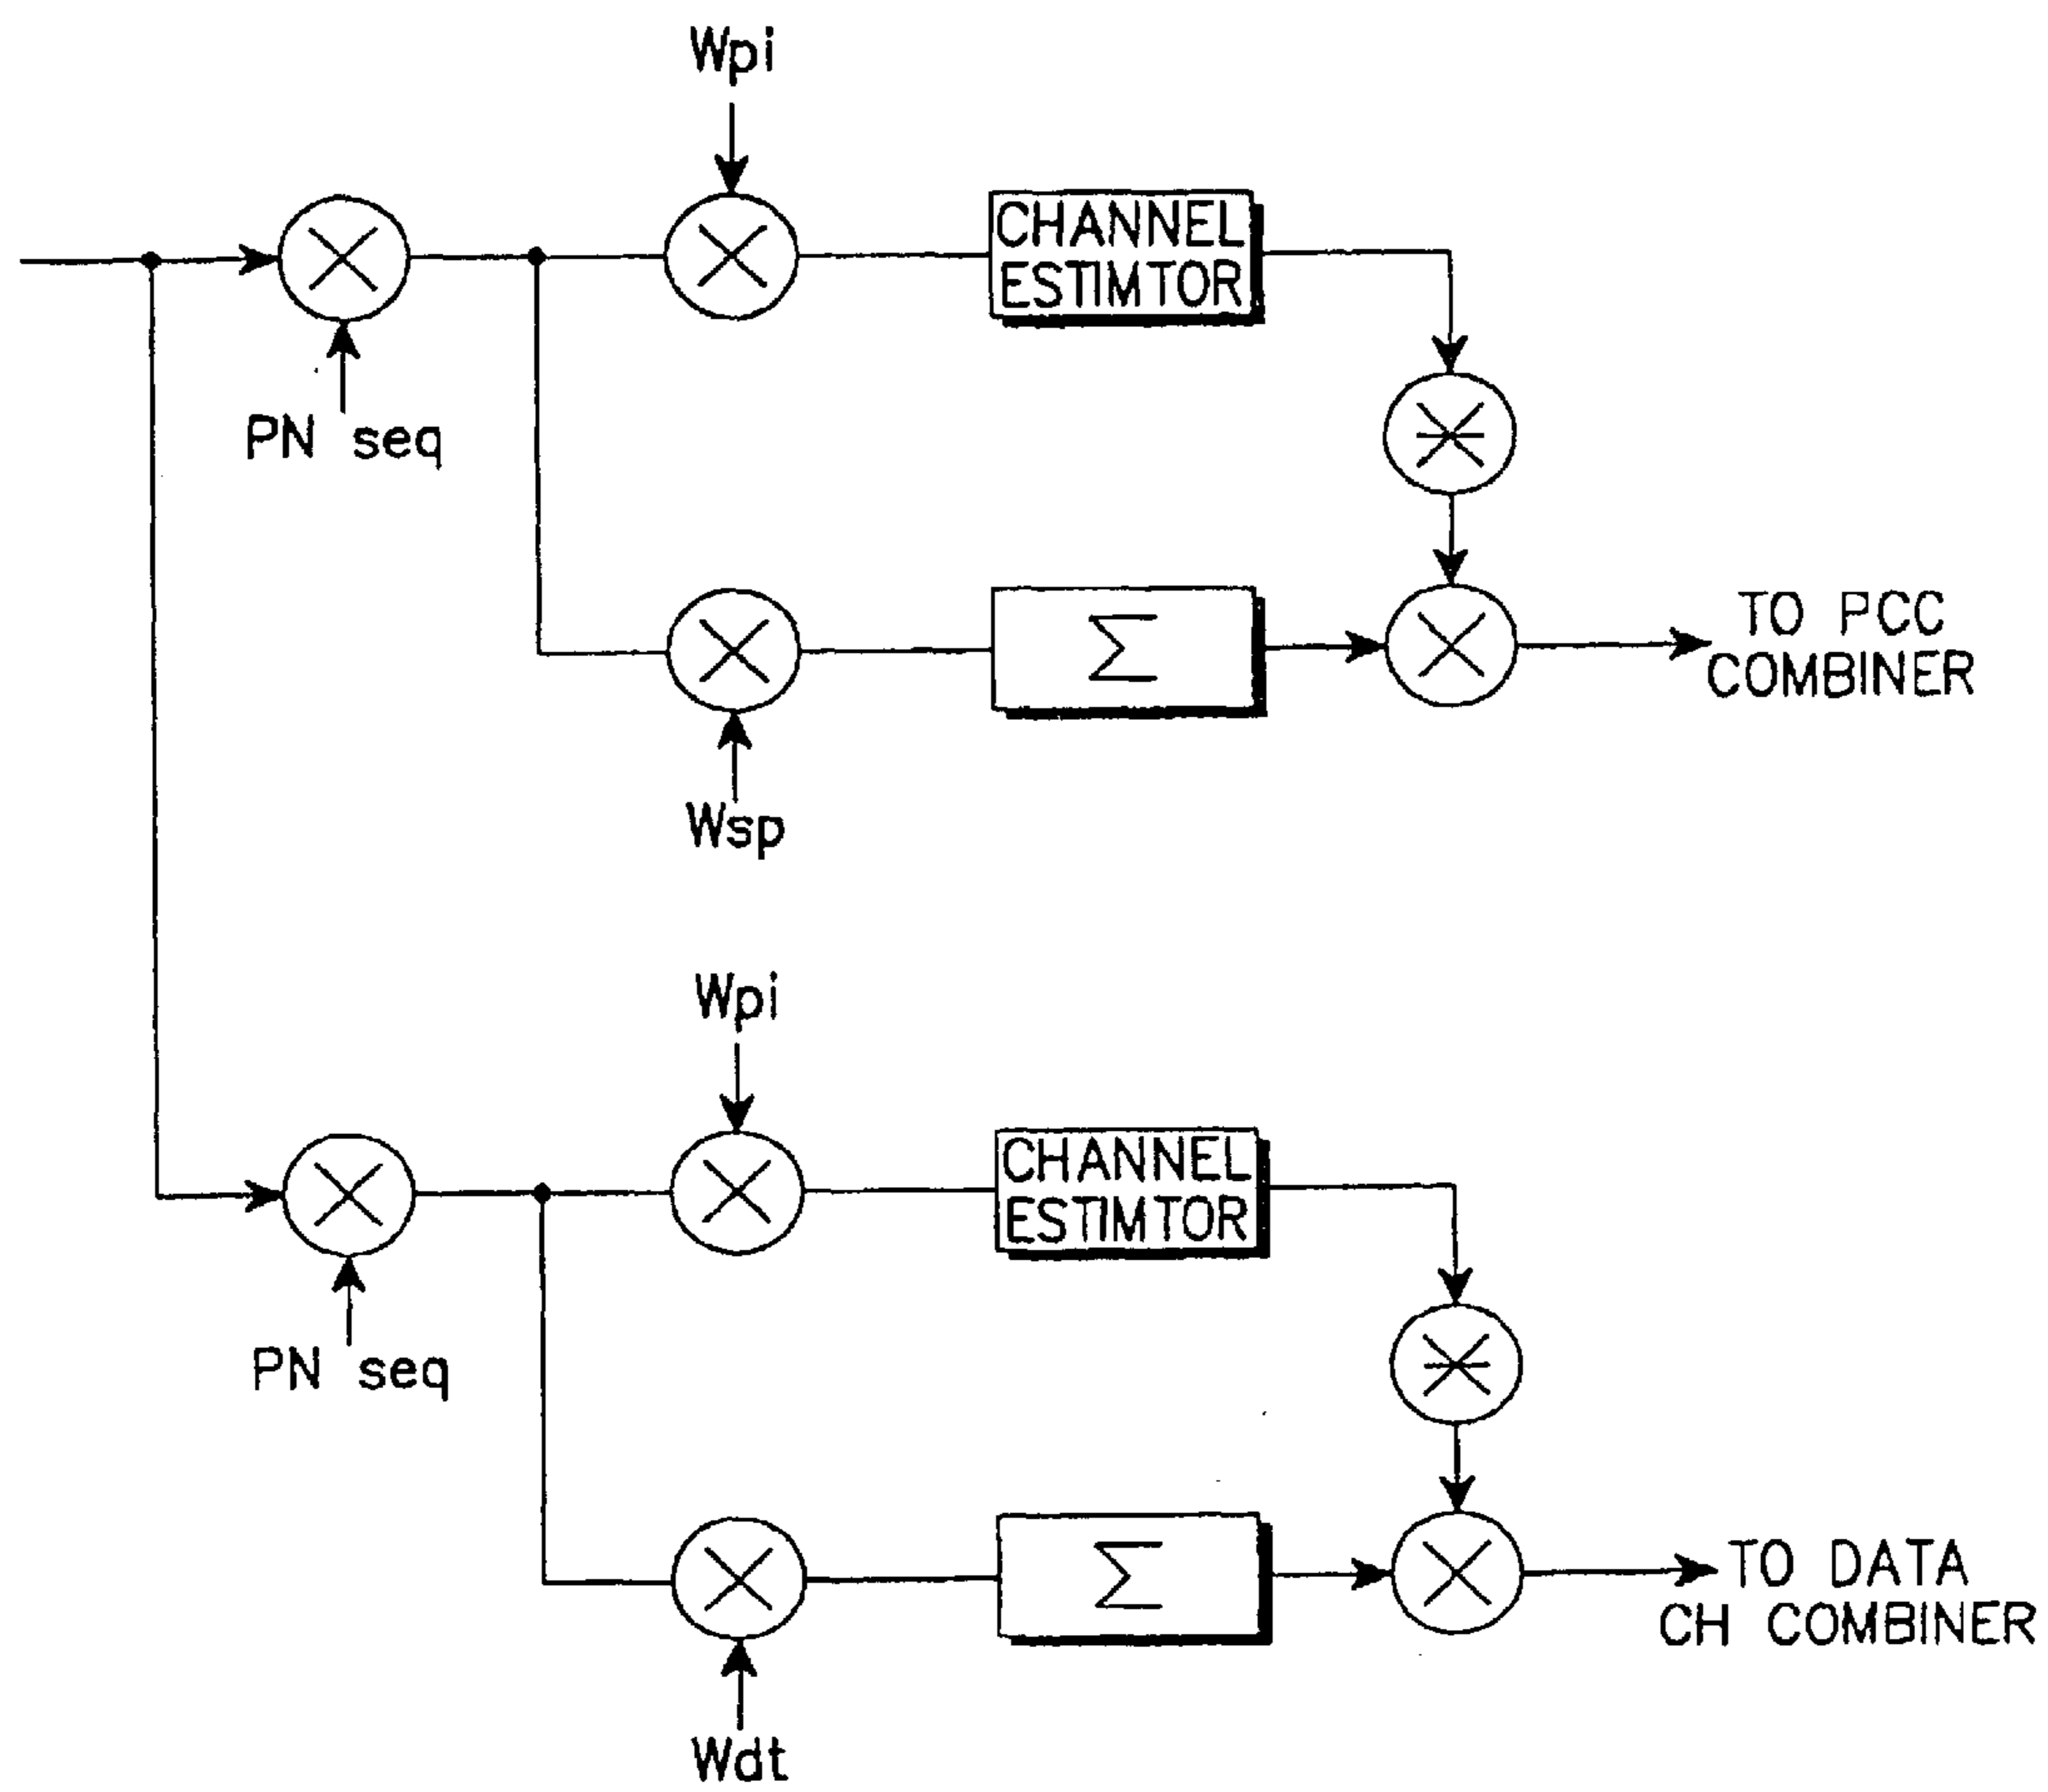 Wpi
CHANNEL
ESTIMTOR
PN seq
Σ
TO PCC
COMBINER
Wsp
Wpi
CHANNEL
ESTIMTOR
PN seq
Σ
TO DATA
CH COMBINER
Wdt